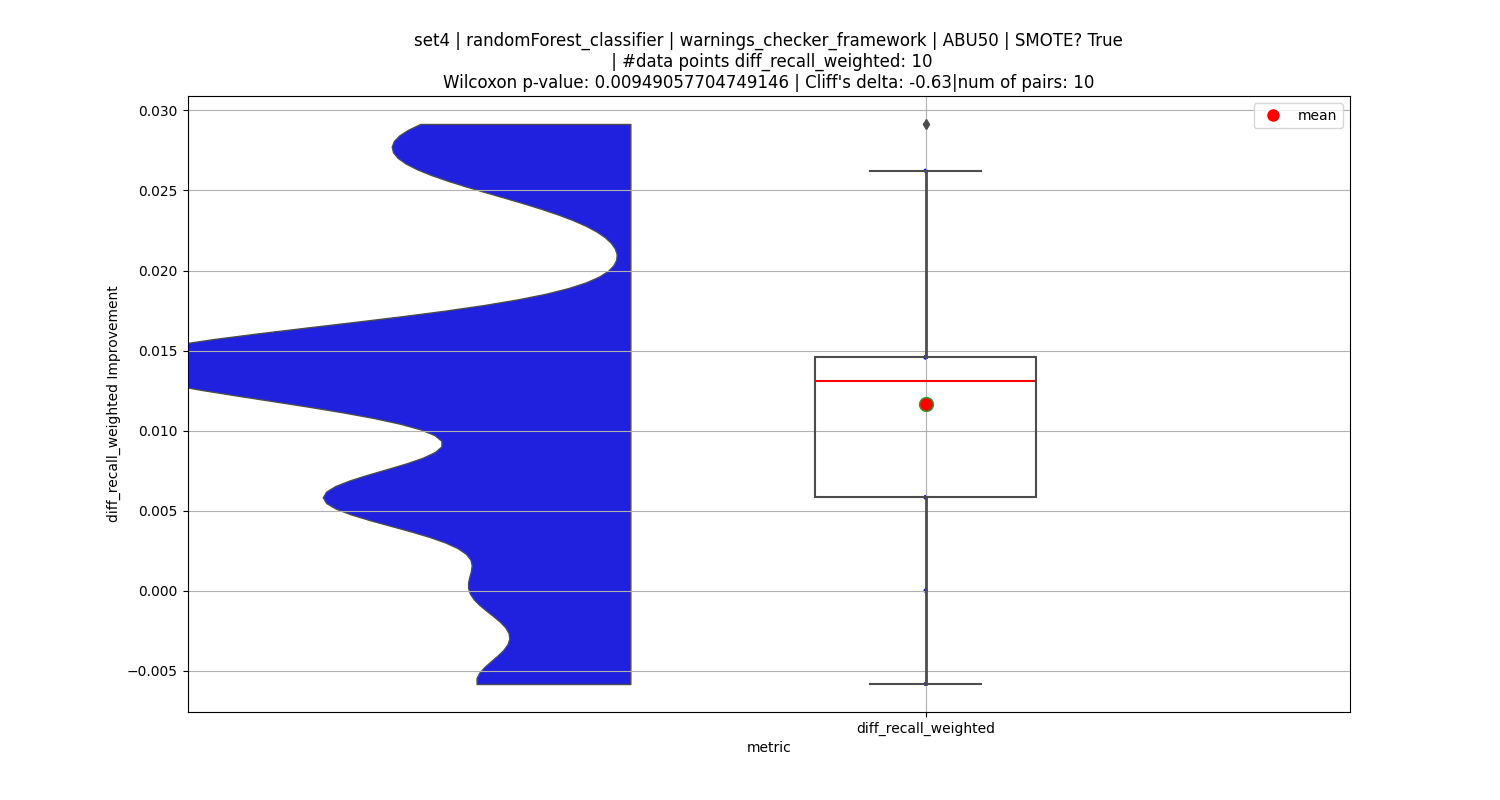 set4 | randomForest_classifier | warnings_checker_framework | ABU50 | SMOTE? True
| #data points diff_recall_weighted: 10
Wilcoxon p-value: 0.009490577047491​46 | Cliff's delta: -0.63|num of pairs: 10
mean
0.030
0.025
0.020
0.015
0.010
0.005
0.000
−0.005
diff_recall_weighted Improvement
diff_recall_weighted
metric